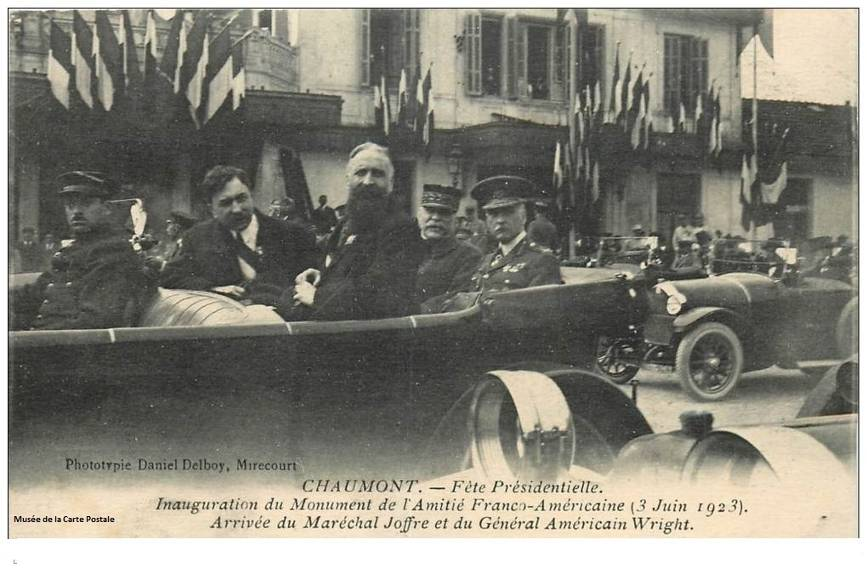 Phototypie Daniel Delboy, Mirecourt
CHAUMONT. — Fête Présidentielle.
Inauguration du Monument de l'Amitié Franco-Américaine (3 Juin 1923).
Musée de la Carte Postale
Arrivée du Maréchal Joffre et du Général Américain Wright.